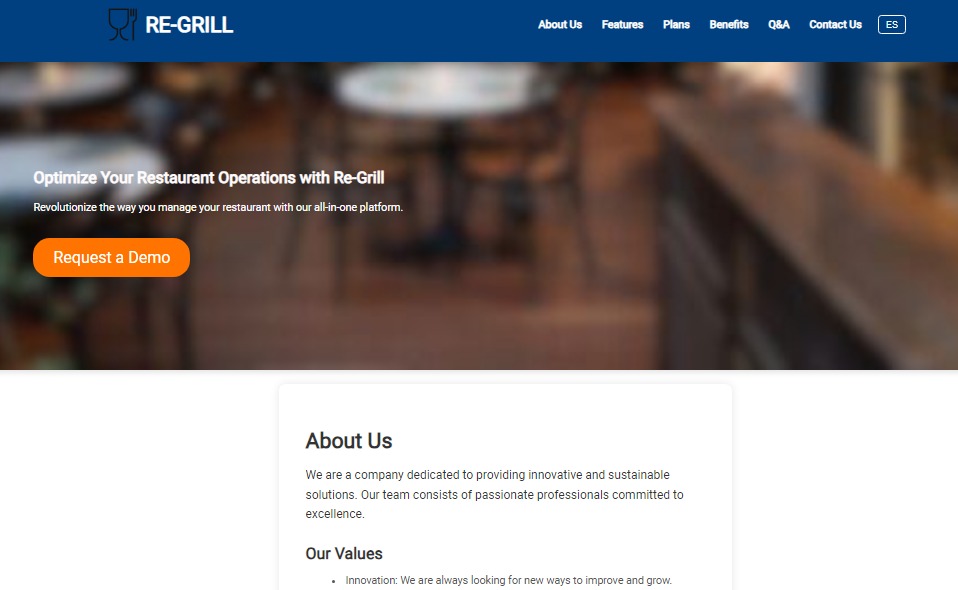 RE-GRILL
About Us Features Plans Benefits Q&A Contact Us ES
Optimize Your Restaurant Operations with Re-Grill
Revolutionize the way you manage your restaurant with our all-in-one platform.
Request a Demo
About Us
We are a company dedicated to providing innovative and sustainable
solutions. Our team consists of passionate professionals committed to
excellence.
Our Values
• Innovation: We are always looking for new ways to improve and grow.